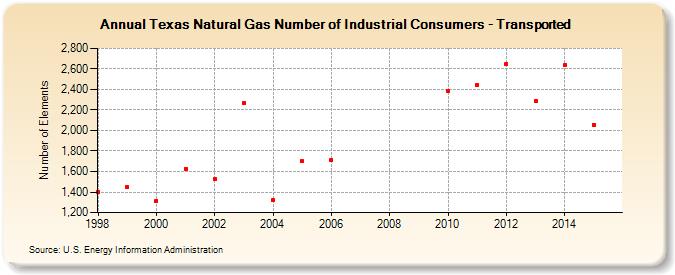 Annual Texas Natural Gas Number of Industrial Consumers - Transported
Number of Elements
2,800
2,600
2,400
2,200
2,000
1,800
1,600
1,400
1,200
1998 2000 2002 2004 2006 2008 2010 2012 2014
Source: U.S. Energy Information Administration